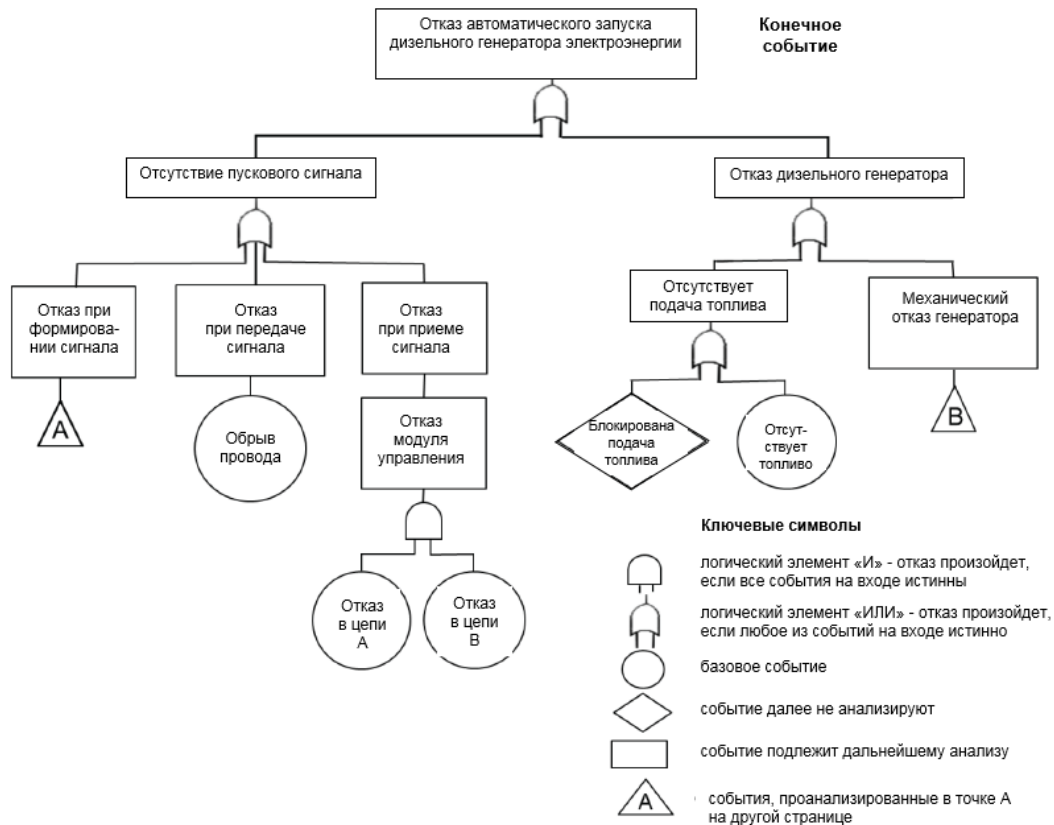 Отказ автоматического запуска
дизельного генератора электроэнергии
Конечное
событие
Отсутствие пускового сигнала
Отказ дизельного генератора
Отказ при
формирова-
нии сигнала
Отказ
при передаче
сигнала
Отказ
при приеме
сигнала
Отсутствует
подача топлива
Механический
отказ генератора
A
Обрыв
провода
Отказ
модуля
управления
Блокирована
подача
топлива
Отсут-
ствует
топливо
B
Отказ
в цепи
A
Отказ
в цепи
B
Ключевые символы
логический элемент «И» - отказ произойдет,
если все события на входе истинны
логический элемент «ИЛИ» - отказ произойдет,
если любое из событий на входе истинно
базовое событие
событие далее не анализируют
событие подлежит дальнейшему анализу
A
события, проанализированные в точке А
на другой странице